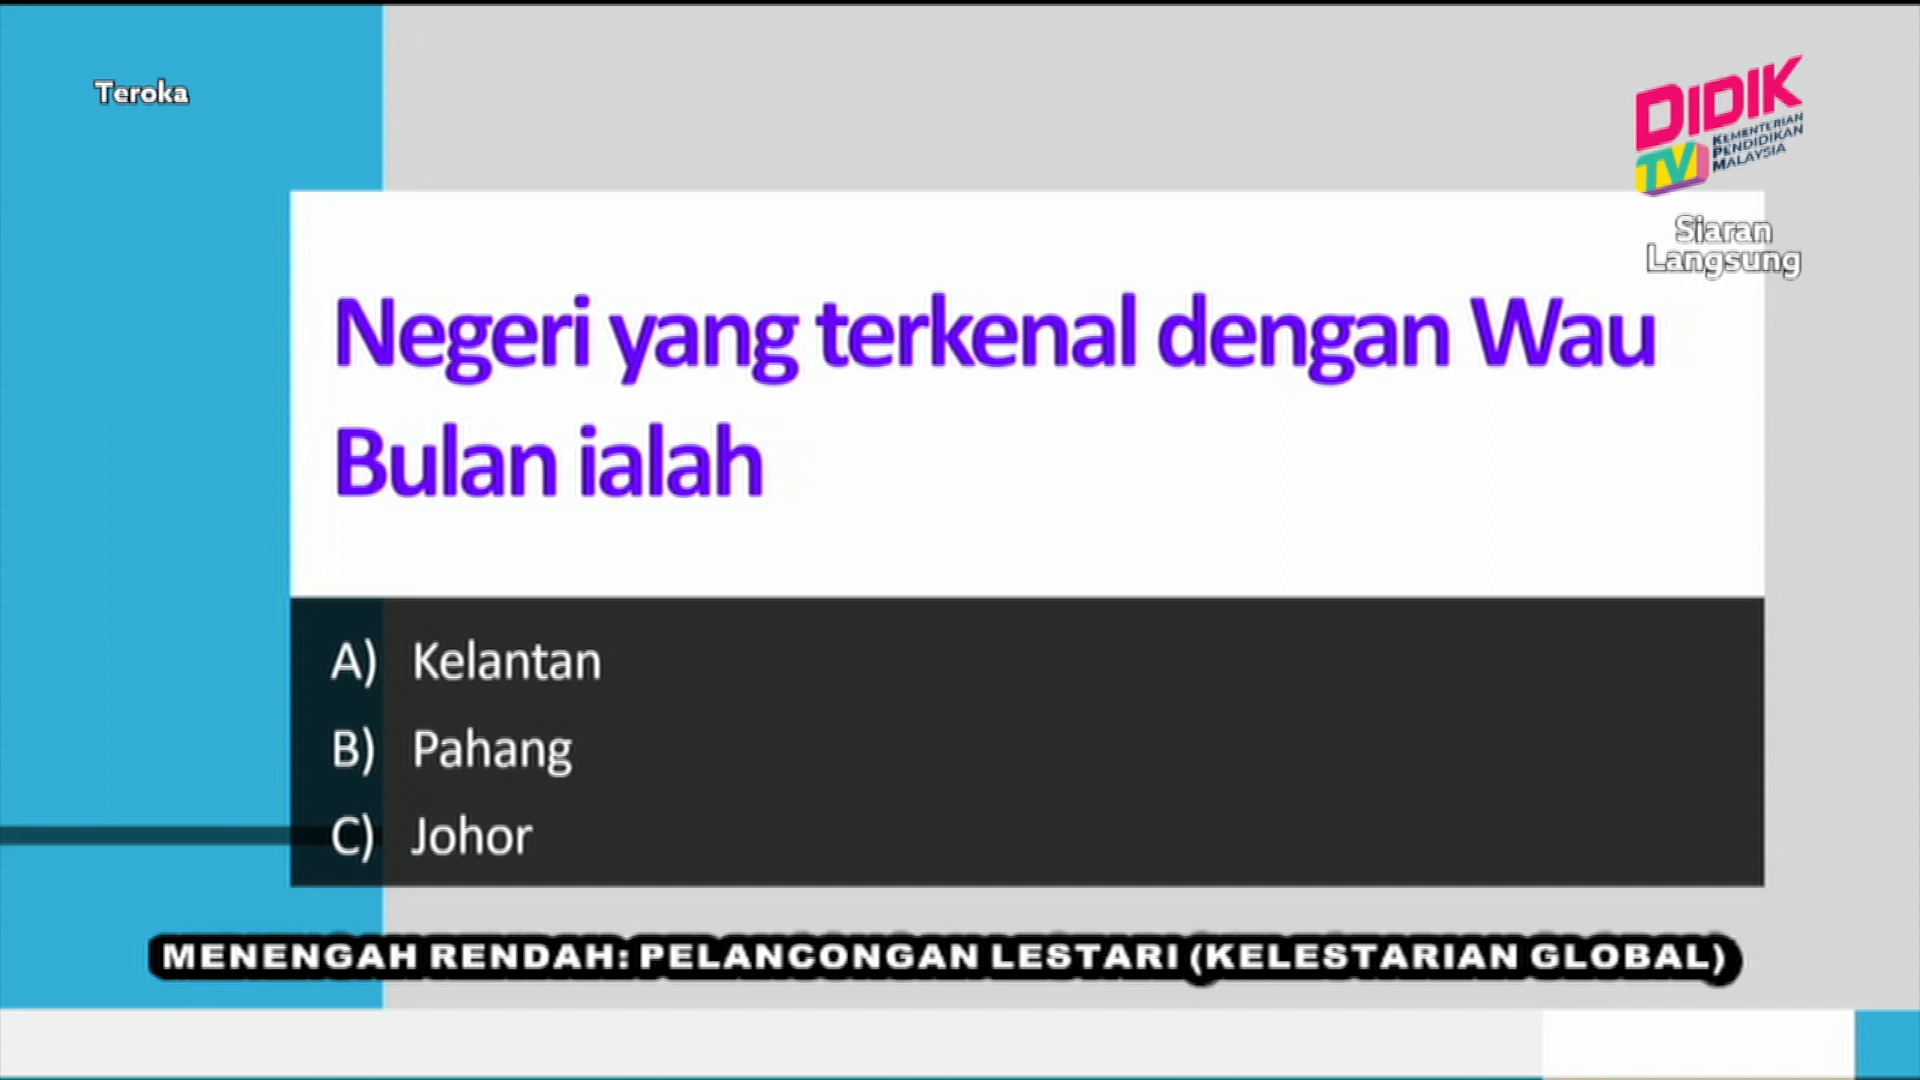 Teroka
DIDIK
TV
KEMENTERIAN
PENDIDIKAN
MALAYSIA
Siaran
Langsung
Negeri yang terkenal dengan Wau
Bulan ialah
A) Kelantan
B) Pahang
C) Johor
MENENGAH RENDAH: PELANCONGAN LESTARI (KELESTARIAN GLOBAL)